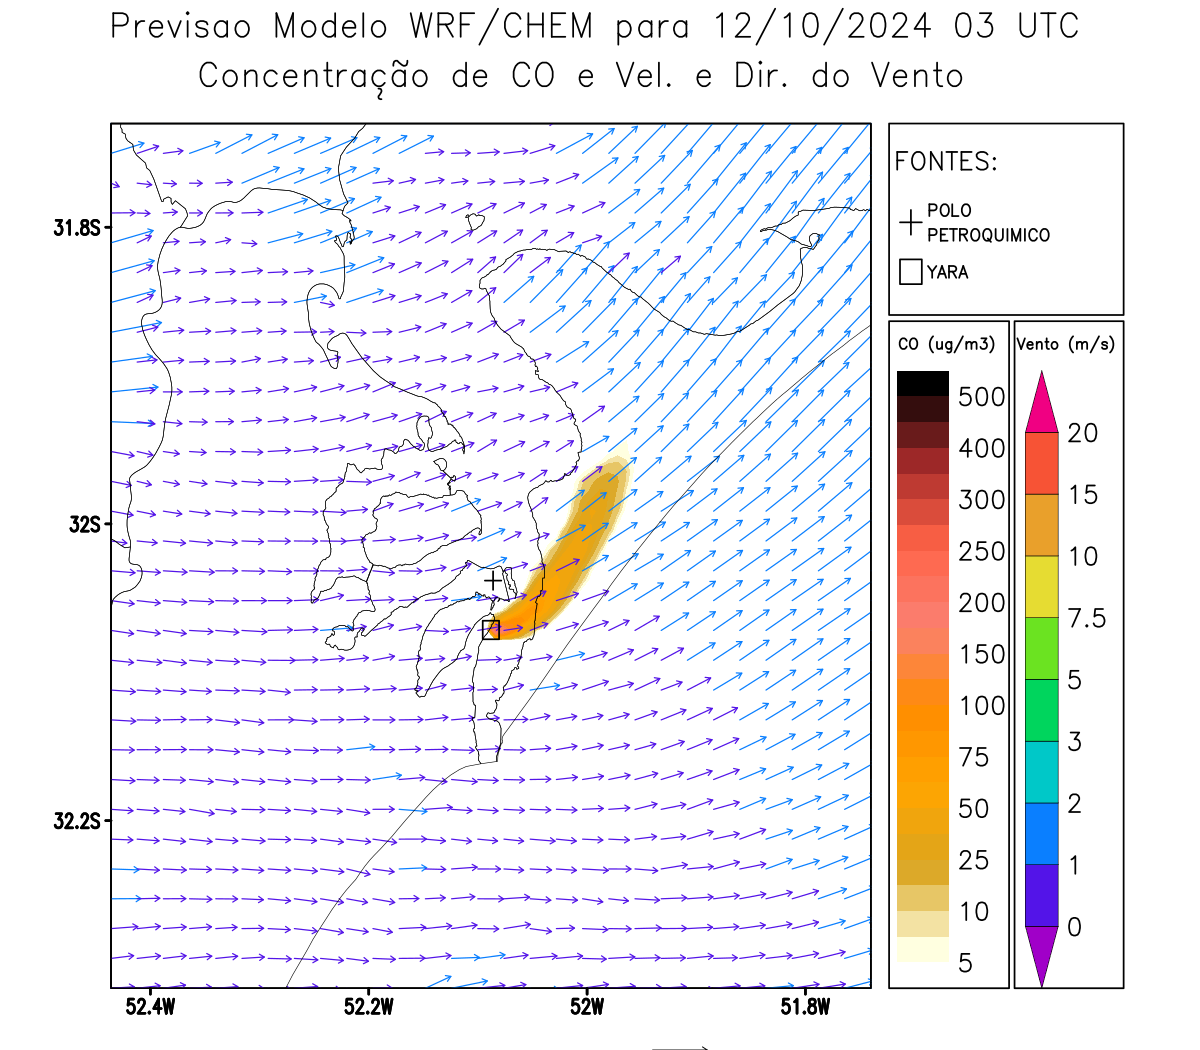 Previsao Modelo WRF/CHEM para 12/10/2024 03 UTC
Concentração de CO e Vel. e Dir. do Vento
FONTES:
POLO
PETROQUIMICO
YARA
31.8S
32S
32.2S
52.4W
52.2W
52W
51.8W
CO (ug/m3)
500
400
300
250
200
150
100
75
50
25
10
5
Vento (m/s)
20
15
10
7.5
5
3
2
1
0